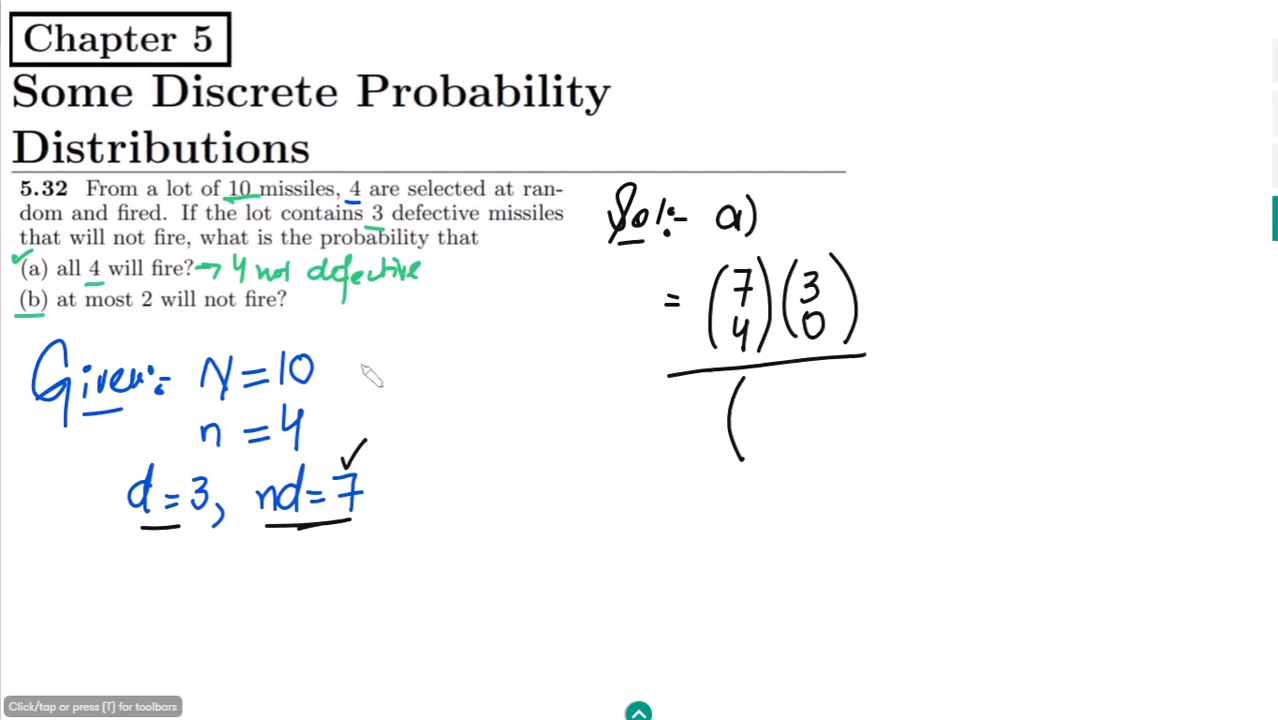 Chapter 5
Some Discrete Probability
Distributions
5.32 From a lot of 10 missiles, 4 are selected at ran-
dom and fired. If the lot contains 3 defective missiles
that will not fire, what is the probability that
(a) all 4 will fire? → 4 not defective
(b) at most 2 will not fire?
Given:- N = 10
n = 4
d = 3, nd = 7 ✓
Sol:- a)
= (7 4) (3 0)
(
Click/tap or press [T] for toolbars